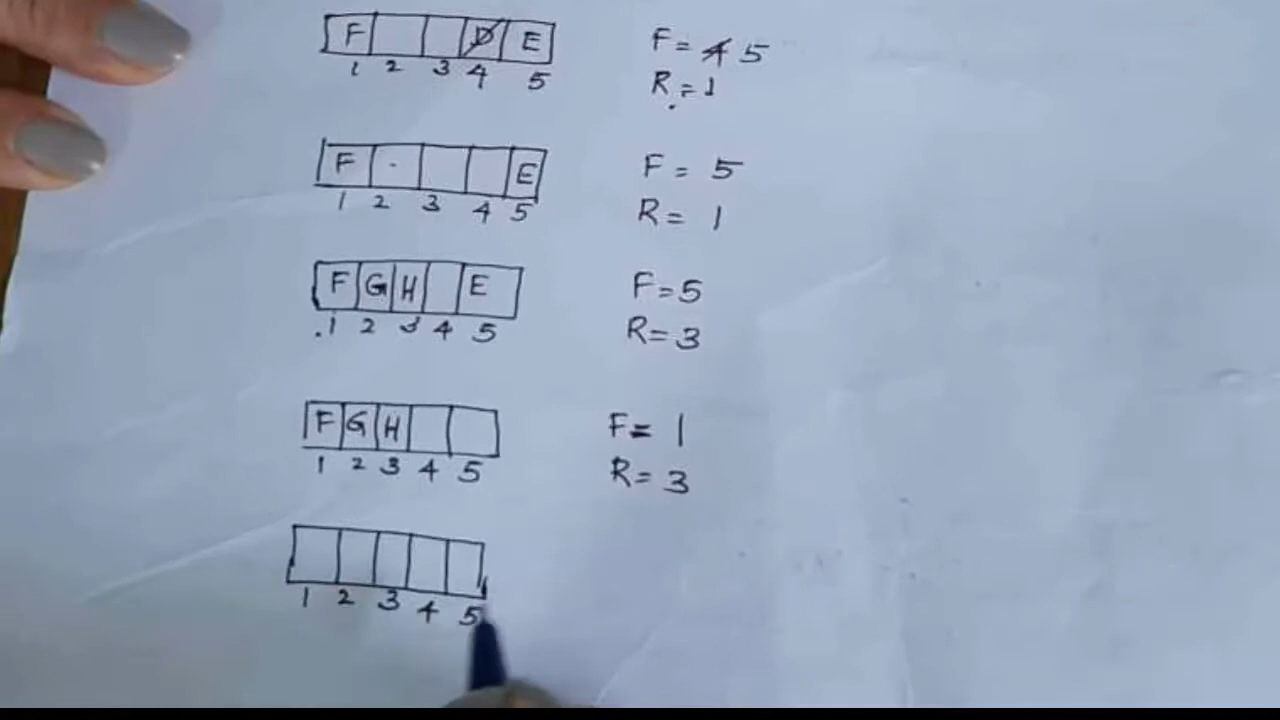 F D E F = 4 5
1 2 3 4 5 R = 1
F E F = 5
1 2 3 4 5 R = 1
F G H E F = 5
1 2 3 4 5 R = 3
F G H F = 1
1 2 3 4 5 R = 3
1 2 3 4 5